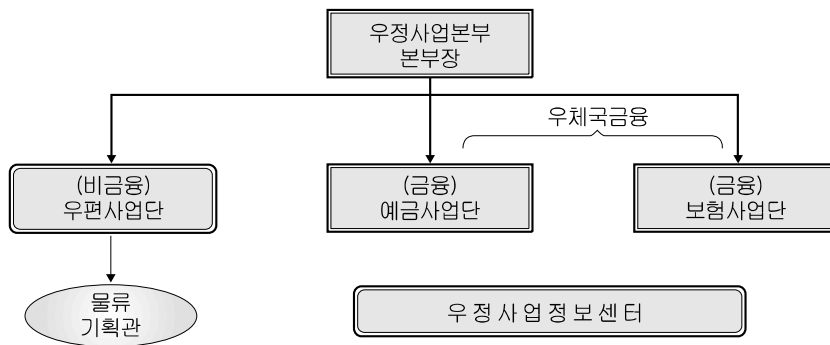 우정사업본부
본부장
우체국금융
(비금융)
우편사업단
(금융)
예금사업단
(금융)
보험사업단
물류
기획관
우정사업정보센터